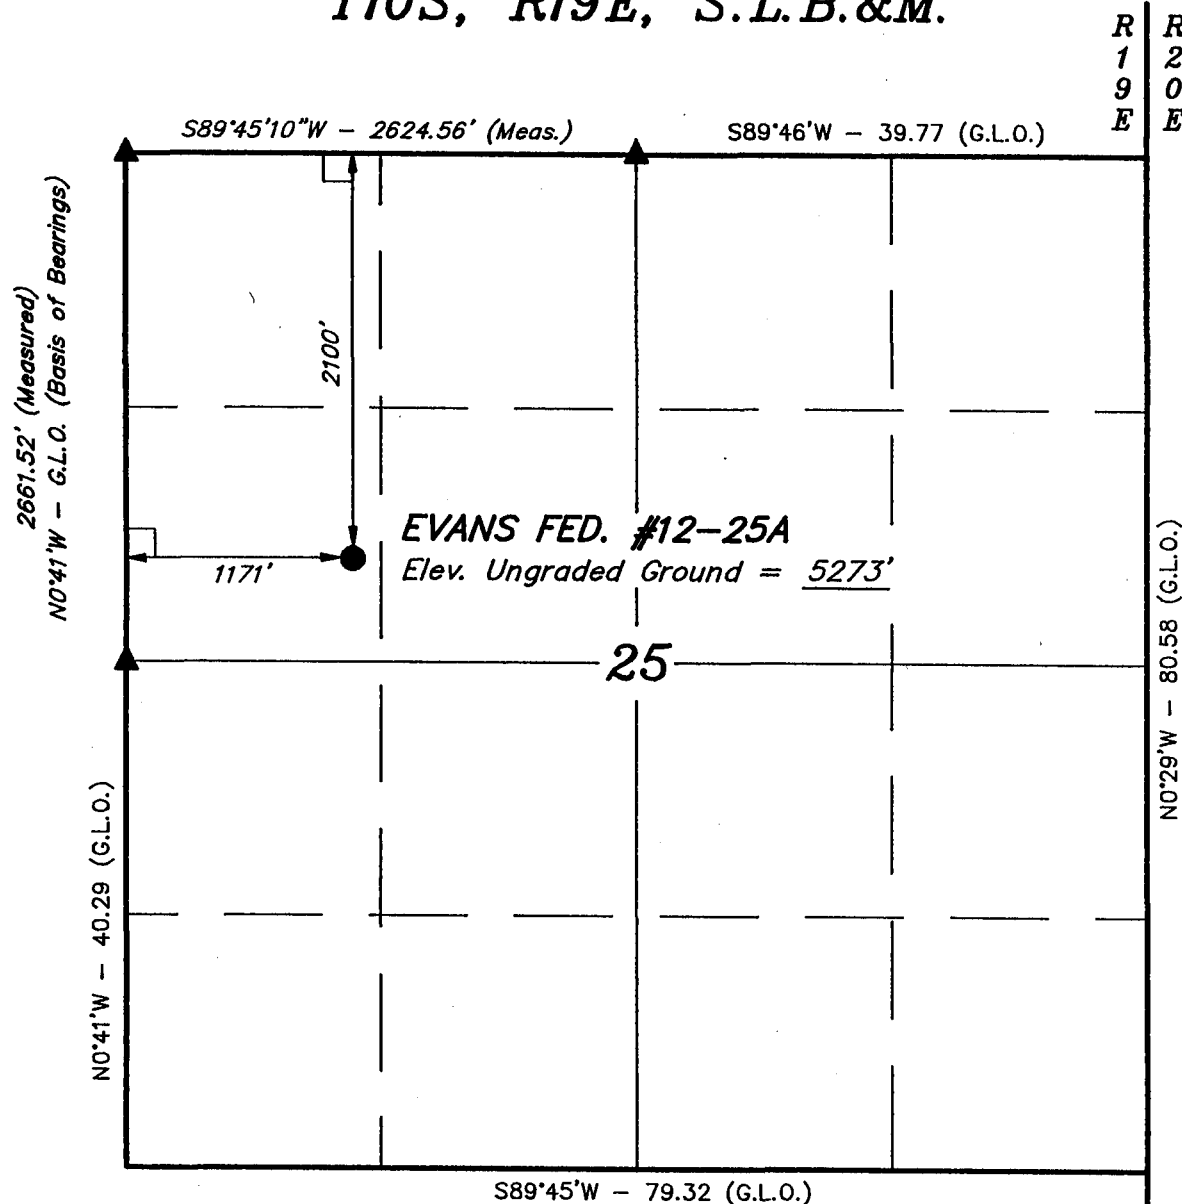 T10S, R19E, S.L.B.&M.
R
1
9
E
R
2
0
E
S89°45'10"W - 2624.56' (Meas.)
S89°46'W - 39.77 (G.L.O.)
2661.52' (Measured)
N0°41'W - G.L.O. (Basis of Bearings)
2100'
EVANS FED. #12-25A
1171'
Elev. Ungraded Ground = 5273'
25
N0°29'W - 80.58 (G.L.O.)
N0°41'W - 40.29 (G.L.O.)
S89°45'W - 79.32 (G.L.O.)